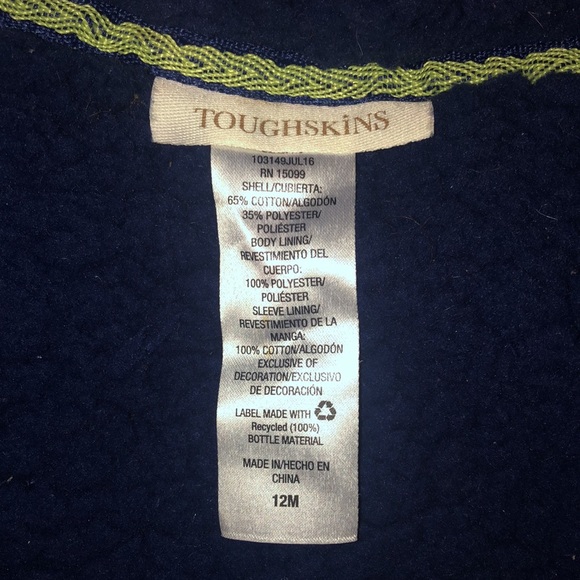 TOUGHSKINS
103149JUL16
RN 15099
SHELL/CUBIERTA:
65% COTTON/ALGODÓN
35% POLYESTER/
POLIÉSTER
BODY LINING/
REVESTIMIENTO DEL
CUERPO:
100% POLYESTER/
POLIÉSTER
SLEEVE LINING/
REVESTIMIENTO DE LA
MANGA:
100% COTTON/ALGODÓN
EXCLUSIVE OF
DECORATION/EXCLUSIVO
DE DECORACIÓN
LABEL MADE WITH
Recycled (100%)
BOTTLE MATERIAL
MADE IN/HECHO EN
CHINA
12M